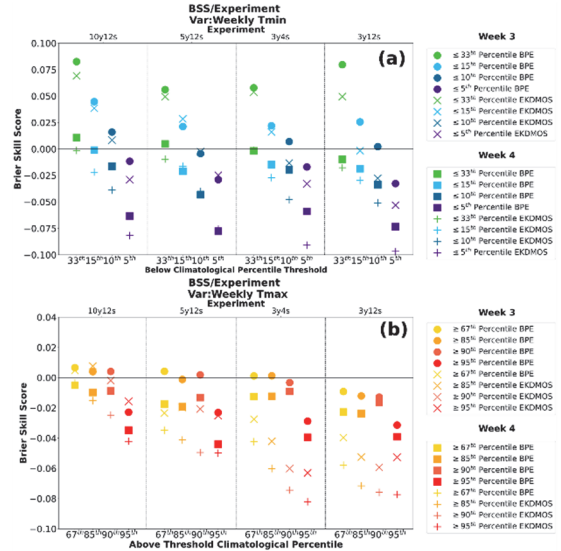 BSS/Experiment
Var:Weekly Tmin
Experiment
10y12s 5y12s 3y4s 3y12s
(a)
Brier Skill Score
0.100
0.075
0.050
0.025
0.000
−0.025
−0.050
−0.075
−0.100
33rd15th10th 5th 33rd15th10th 5th 33rd15th10th 5th 33rd15th10th 5th
Below Climatological Percentile Threshold
Week 3
≤ 33rd Percentile BPE
≤ 15th Percentile BPE
≤ 10th Percentile BPE
≤ 5th Percentile BPE
≤ 33rd Percentile EKDMOS
≤ 15th Percentile EKDMOS
≤ 10th Percentile EKDMOS
≤ 5th Percentile EKDMOS
Week 4
≤ 33rd Percentile BPE
≤ 15th Percentile BPE
≤ 10th Percentile BPE
≤ 5th Percentile BPE
≤ 33rd Percentile EKDMOS
≤ 15th Percentile EKDMOS
≤ 10th Percentile EKDMOS
≤ 5th Percentile EKDMOS
BSS/Experiment
Var:Weekly Tmax
Experiment
10y12s 5y12s 3y4s 3y12s
(b)
Brier Skill Score
0.04
0.02
0.00
−0.02
−0.04
−0.06
−0.08
−0.10
67th85th90th95th 67th85th90th95th 67th85th90th95th 67th85th90th95th
Above Threshold Climatological Percentile
Week 3
≥ 67th Percentile BPE
≥ 85th Percentile BPE
≥ 90th Percentile BPE
≥ 95th Percentile BPE
≥ 67th Percentile BPE
≥ 85th Percentile EKDMOS
≥ 90th Percentile EKDMOS
≥ 95th Percentile EKDMOS
Week 4
≥ 67th Percentile BPE
≥ 85th Percentile BPE
≥ 90th Percentile BPE
≥ 95th Percentile BPE
≥ 67th Percentile BPE
≥ 85th Percentile EKDMOS
≥ 90th Percentile EKDMOS
≥ 95th Percentile EKDMOS